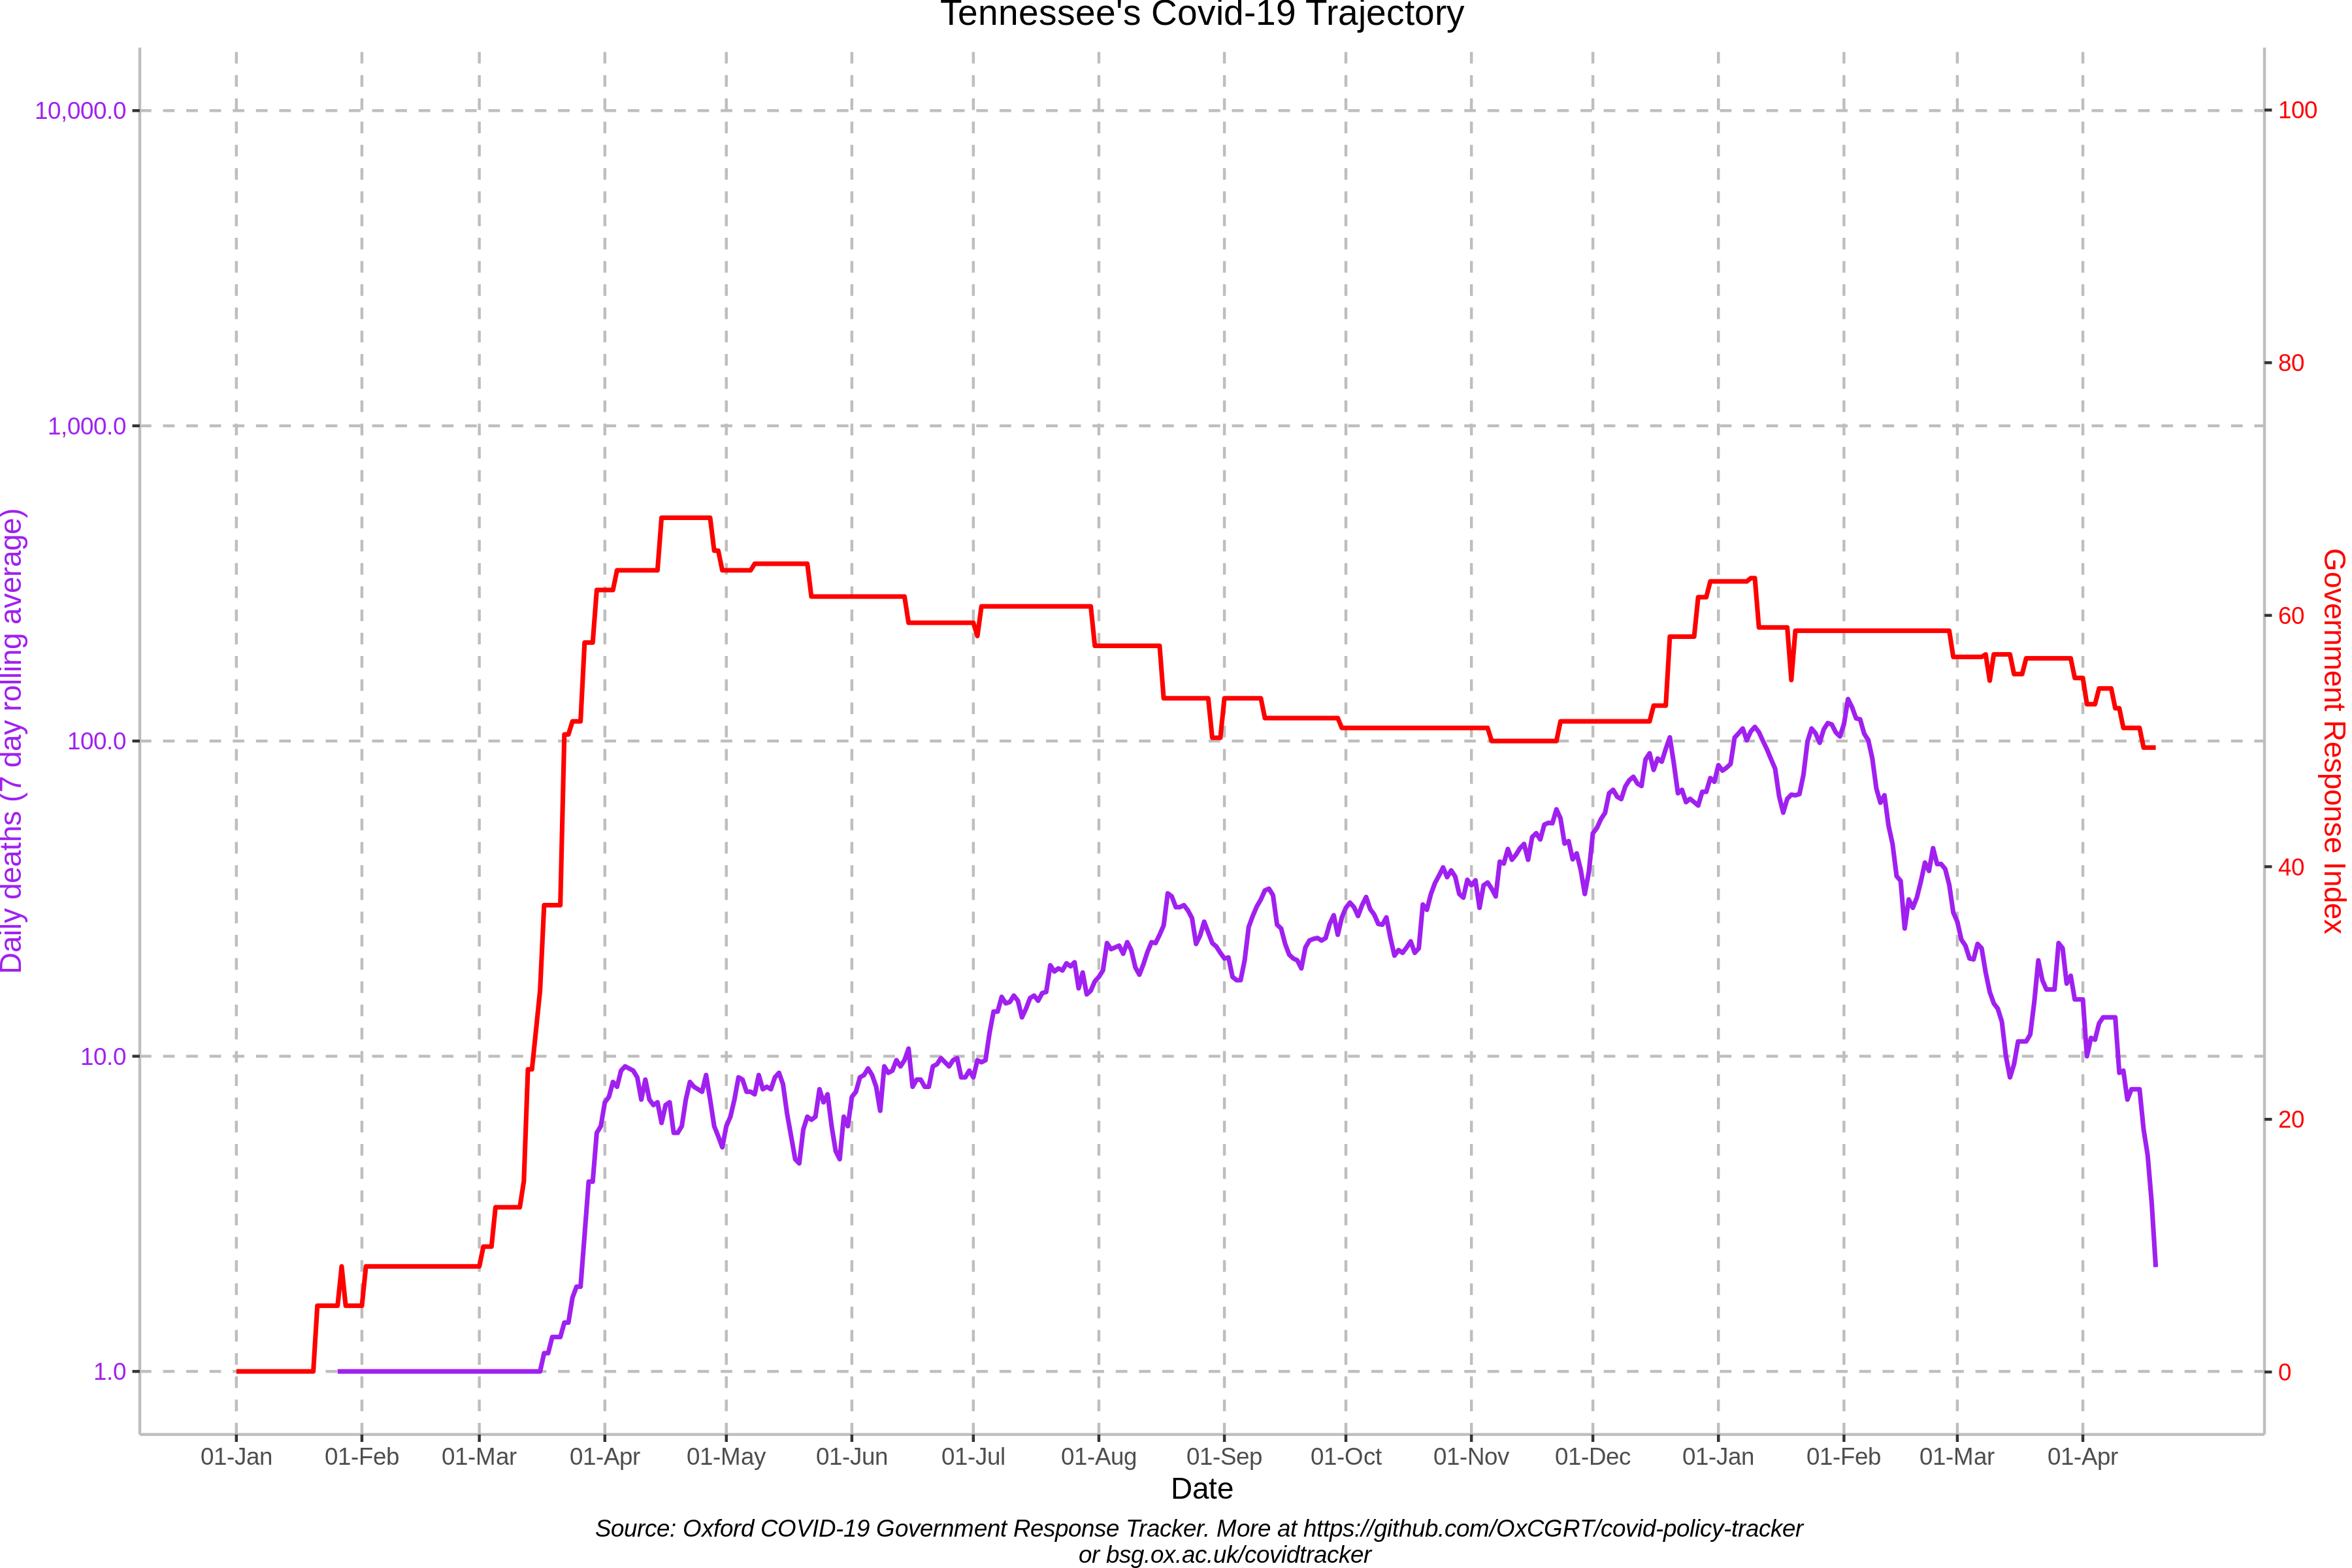 Tennessee's Covid-19 Trajectory
10,000.0
1,000.0
100.0
10.0
1.0
Daily deaths (7 day rolling average)
100
80
60
40
20
0
Government Response Index
01-Jan 01-Feb 01-Mar 01-Apr 01-May 01-Jun 01-Jul 01-Aug 01-Sep 01-Oct 01-Nov 01-Dec 01-Jan 01-Feb 01-Mar 01-Apr
Date
Source: Oxford COVID-19 Government Response Tracker. More at https://github.com/OxCGRT/covid-policy-tracker
or bsg.ox.ac.uk/covidtracker